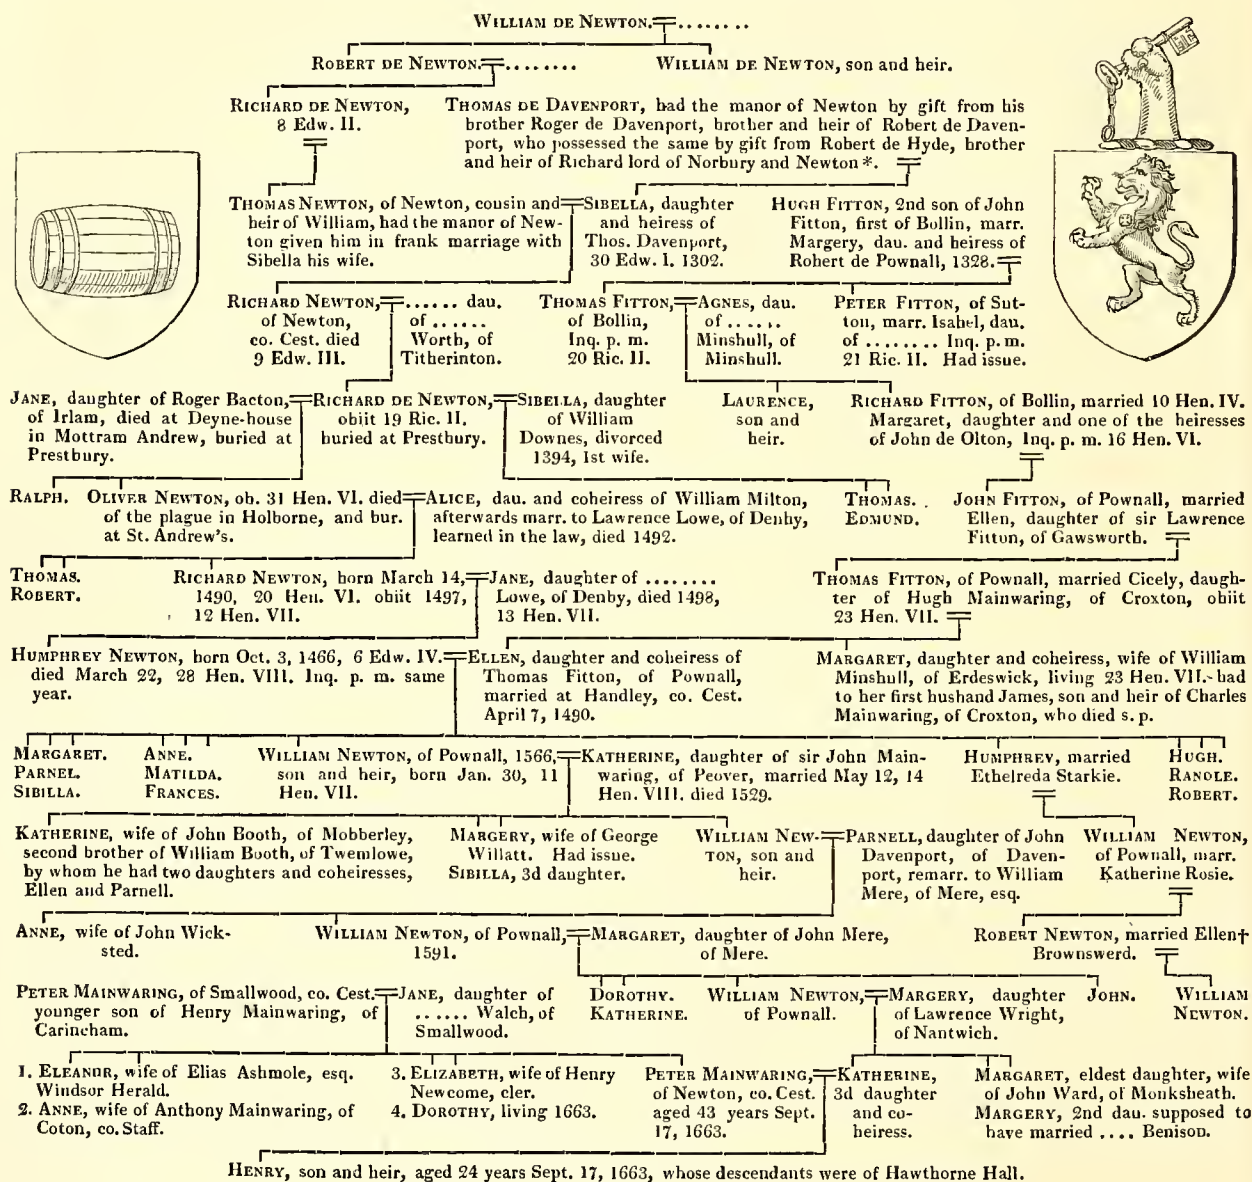 WILLIAM DE NEWTON.╤........
ROBERT DE NEWTON.╤........
WILLIAM DE NEWTON, son and heir.
RICHARD DE NEWTON,
8 Edw. II.
THOMAS DE DAVENPORT, had the manor of Newton by gift from his
brother Roger de Davenport, brother and heir of Robert de Daven-
port, who possessed the same by gift from Robert de Hyde, brother
and heir of Richard lord of Norbury and Newton *.
THOMAS NEWTON, of Newton, cousin and
heir of William, had the manor of New-
ton given him in frank marriage with
Sibella his wife.
SIBELLA, daughter
and heiress of
Thos. Davenport,
30 Edw. I. 1302.
HUGH FITTON, 2nd son of John
Fitton, first of Bollin, marr.
Margery, dau. and heiress of
Robert de Pownall, 1328.
RICHARD NEWTON,
of Newton,
co. Cest. died
9 Edw. III.
...... dau.
of ......
Worth, of
Titherinton.
THOMAS FITTON,
of Bollin,
Inq. p. m.
20 Ric. II.
AGNES, dau.
of ......
Minshull, of
Minshull.
PETER FITTON, of Sut-
ton, marr. Isabel, dau.
of ........ Inq. p. m.
21 Ric. II. Had issue.
JANE, daughter of Roger Bacton,
of Irlam, died at Deyne-house
in Mottram Andrew, buried at
Prestbury.
RICHARD DE NEWTON,
obiit 19 Ric. II.
buried at Prestbury.
SIBELLA, daughter
of William
Downes, divorced
1394, 1st wife.
LAURENCE,
son and
heir.
RICHARD FITTON, of Bollin, married 10 Hen. IV.
Margaret, daughter and one of the heiresses
of John de Olton, Inq. p. m. 16 Hen. VI.
RALPH.
OLIVER NEWTON, ob. 31 Hen. VI. died
of the plague in Holborne, and bur.
at St. Andrew's.
ALICE, dau. and coheiress of William Milton,
afterwards marr. to Lawrence Lowe, of Denby,
learned in the law, died 1492.
THOMAS.
EDMUND.
JOHN FITTON, of Pownall, married
Ellen, daughter of sir Lawrence
Fitton, of Gawsworth.
THOMAS.
ROBERT.
RICHARD NEWTON, born March 14,
1490, 20 Hen. VI. obiit 1497,
12 Hen. VII.
JANE, daughter of ........
Lowe, of Denby, died 1498,
13 Hen. VII.
THOMAS FITTON, of Pownall, married Cicely, daugh-
ter of Hugh Mainwaring, of Croxton, obiit
23 Hen. VII.
HUMPHREY NEWTON, born Oct. 3, 1466, 6 Edw. IV.
died March 22, 28 Hen. VIII. Inq. p. m. same
year.
ELLEN, daughter and coheiress of
Thomas Fitton, of Pownall,
married at Handley, co. Cest.
April 7, 1490.
MARGARET, daughter and coheiress, wife of William
Minshull, of Erdeswick, living 23 Hen. VII. had
to her first husband James, son and heir of Charles
Mainwaring, of Croxton, who died s. p.
MARGARET.
PARNEL.
SIBILLA.
ANNE.
MATILDA.
FRANCES.
WILLIAM NEWTON, of Pownall, 1566,
son and heir, born Jan. 30, 11
Hen. VII.
KATHERINE, daughter of sir John Main-
waring, of Peover, married May 12, 14
Hen. VIII. died 1529.
HUMPHREY, married
Ethelreda Starkie.
HUGH.
RANDLE.
ROBERT.
KATHERINE, wife of John Booth, of Mobberley,
second brother of William Booth, of Twemlowe,
by whom he had two daughters and coheiresses,
Ellen and Parnell.
MARGERY, wife of George
Willatt. Had issue.
SIBILLA, 3d daughter.
WILLIAM NEW-
TON, son and
heir.
PARNELL, daughter of John
Davenport, of Daven-
port, remarr. to William
Mere, of Mere, esq.
WILLIAM NEWTON,
of Pownall, marr.
Katherine Rosie.
ANNE, wife of John Wick-
sted.
WILLIAM NEWTON, of Pownall,
1591.
MARGARET, daughter of John Mere,
of Mere.
ROBERT NEWTON, married Ellen†
Brownswerd.
PETER MAINWARING, of Smallwood, co. Cest.
younger son of Henry Mainwaring, of
Carincham.
JANE, daughter of
...... Walch, of
Smallwood.
DOROTHY.
KATHERINE.
WILLIAM NEWTON,
of Pownall.
MARGERY, daughter
of Lawrence Wright,
of Nantwich.
JOHN.
WILLIAM
NEWTON.
1. ELEANOR, wife of Elias Ashmole, esq.
Windsor Herald.
2. ANNE, wife of Anthony Mainwaring, of
Coton, co. Staff.
3. ELIZABETH, wife of Henry
Newcome, cler.
4. DOROTHY, living 1663.
PETER MAINWARING,
of Newton, co. Cest.
aged 43 years Sept.
17, 1663.
KATHERINE,
3d daughter
and co-
heiress.
MARGARET, eldest daughter, wife
of John Ward, of Monksheath.
MARGERY, 2nd dau. supposed to
have married .... Benison.
HENRY, son and heir, aged 24 years Sept. 17, 1663, whose descendants were of Hawthorne Hall.